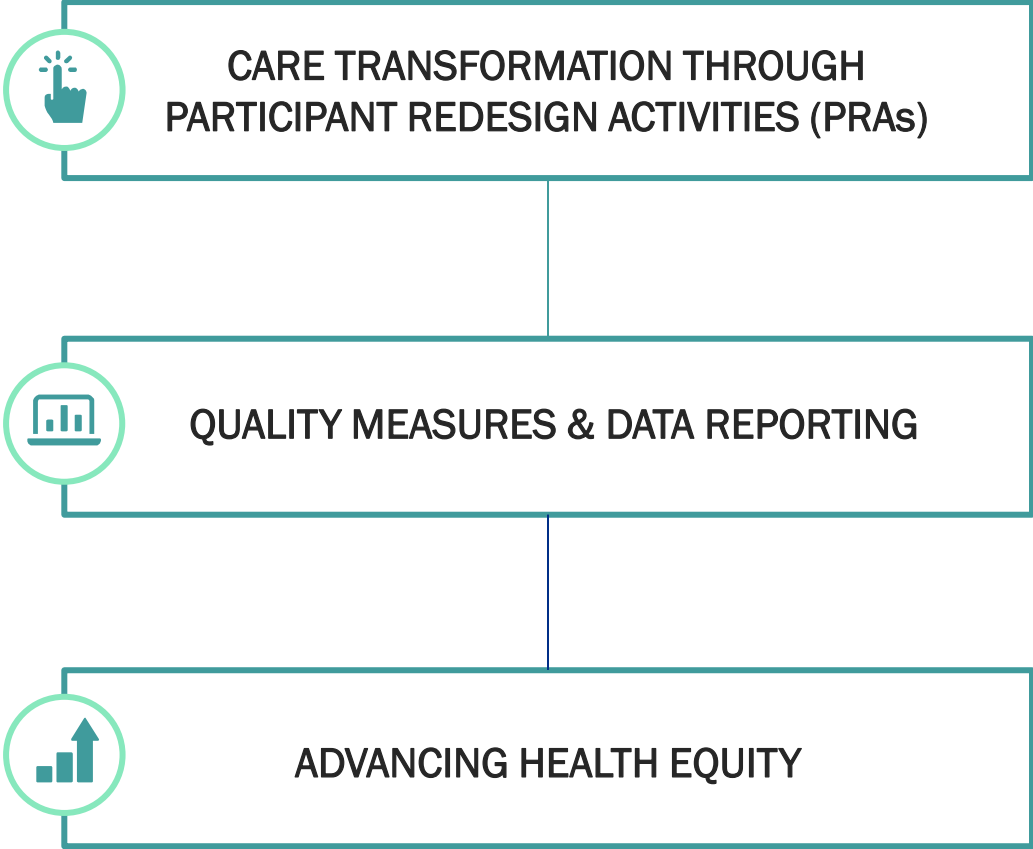 CARE TRANSFORMATION THROUGH
PARTICIPANT REDESIGN ACTIVITIES (PRAs)
QUALITY MEASURES & DATA REPORTING
ADVANCING HEALTH EQUITY